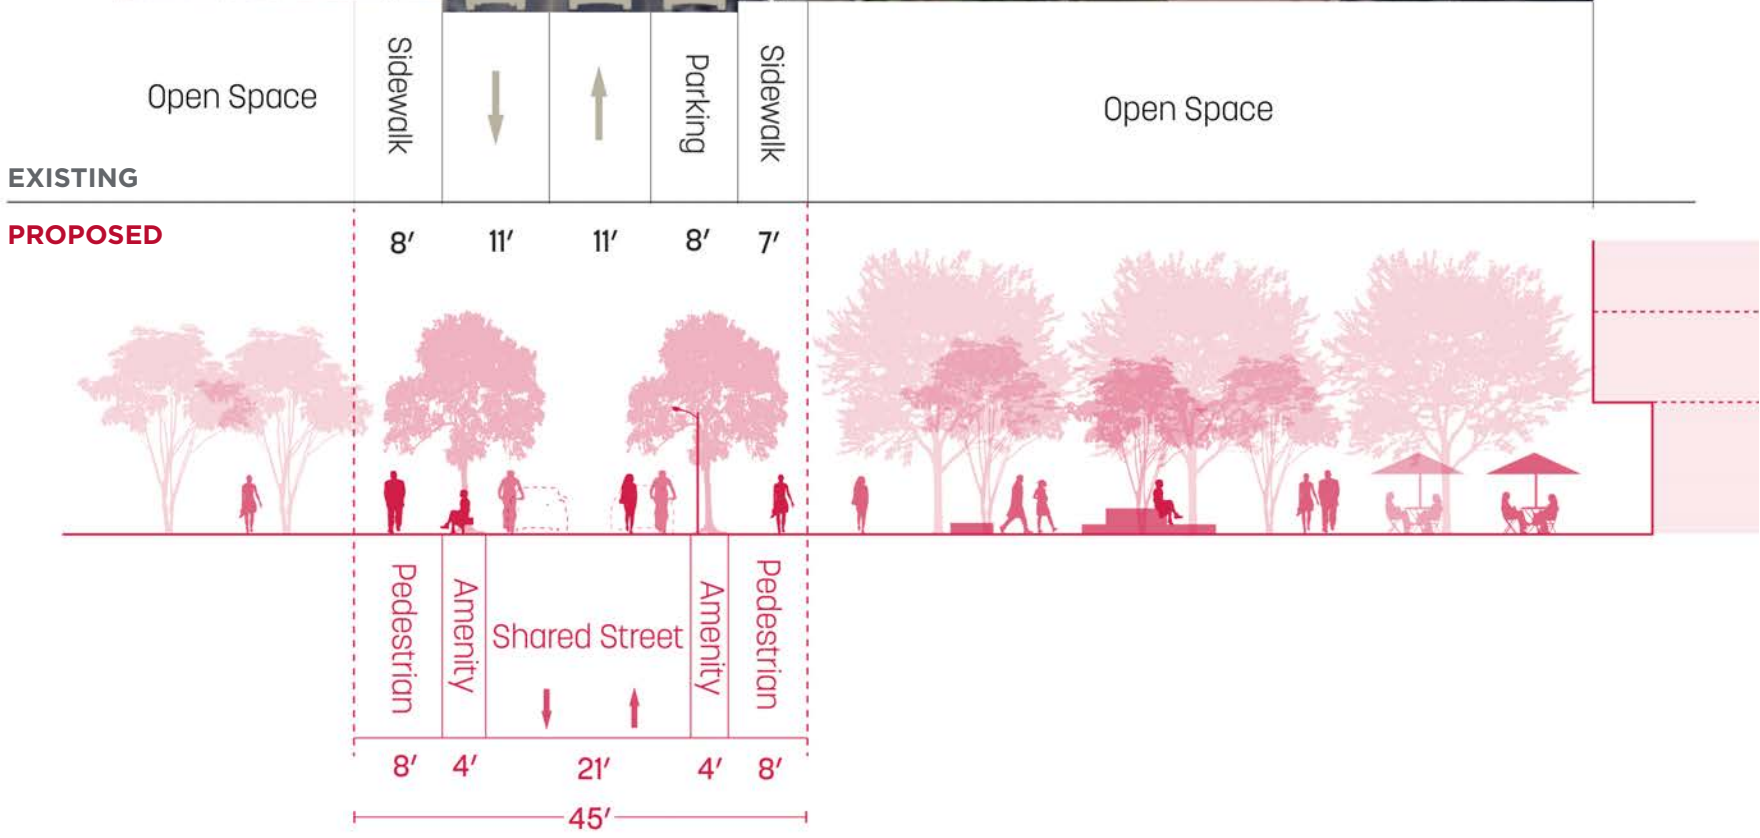 Open Space
Sidewalk
Parking
Sidewalk
Open Space
EXISTING
PROPOSED
8' 11' 11' 8' 7'
Pedestrian
Amenity
Shared Street
Amenity
Pedestrian
8' 4' 21' 4' 8'
45'